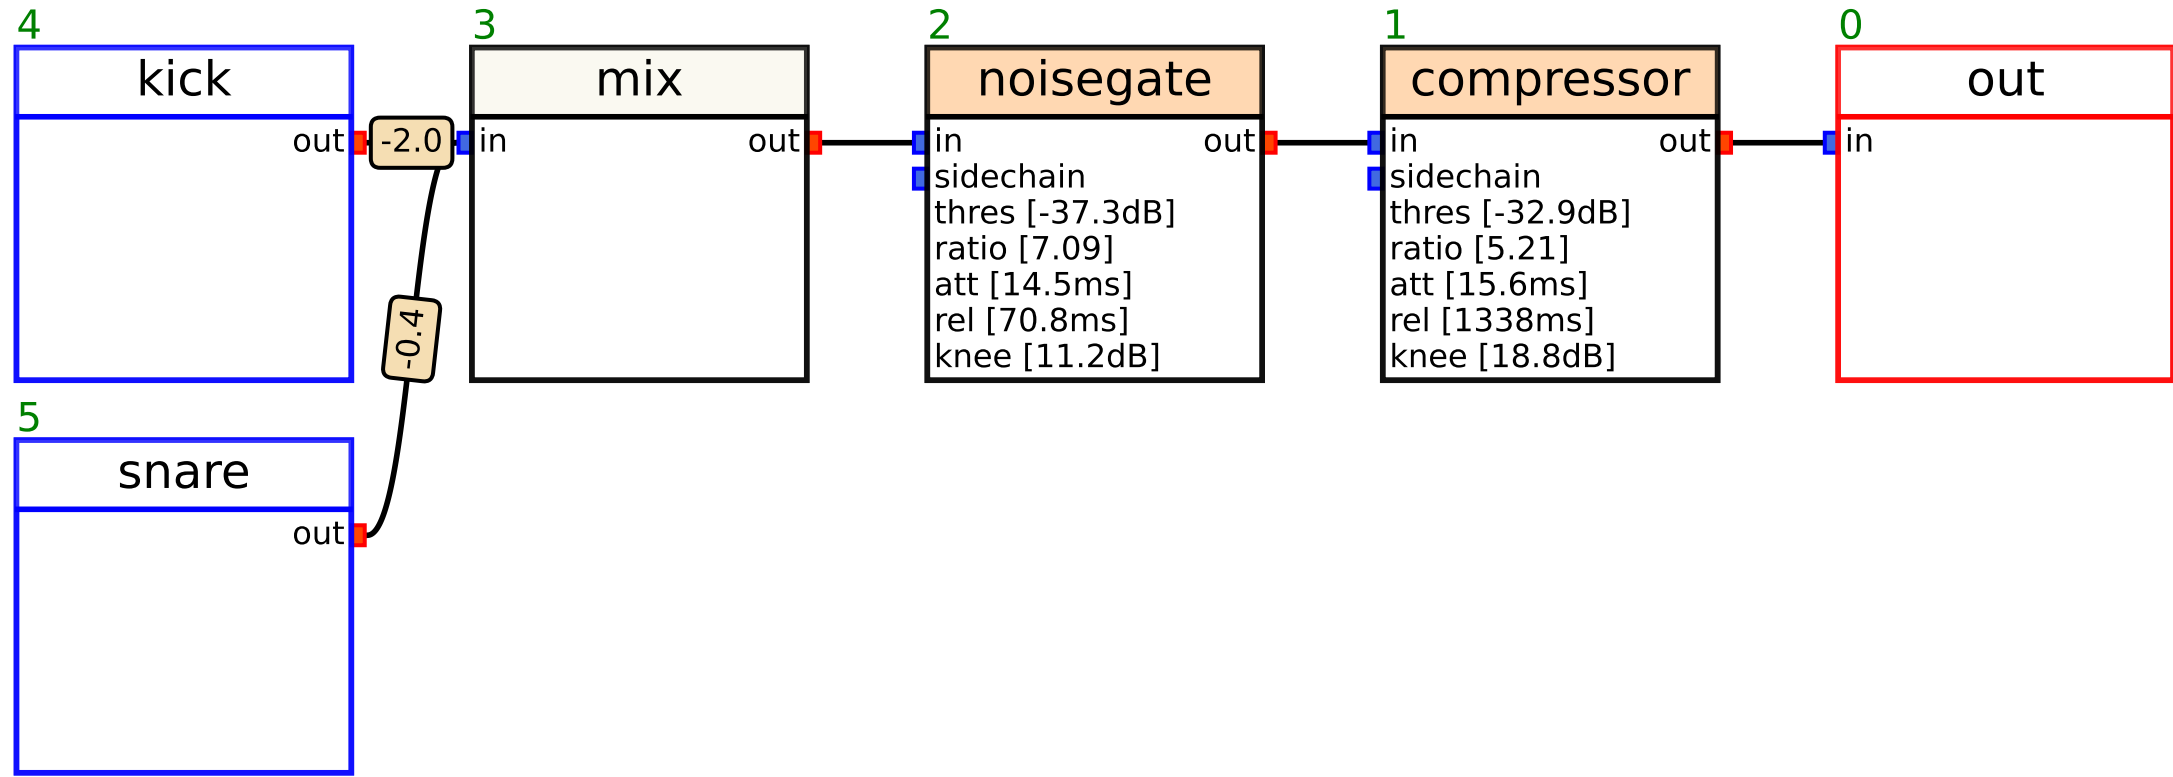 4
kick
out
-2.0
3
mix
in
out
2
noisegate
in
out
sidechain
thres [-37.3dB]
ratio [7.09]
att [14.5ms]
rel [70.8ms]
knee [11.2dB]
1
compressor
in
out
sidechain
thres [-32.9dB]
ratio [5.21]
att [15.6ms]
rel [1338ms]
knee [18.8dB]
0
out
in
-0.4
5
snare
out